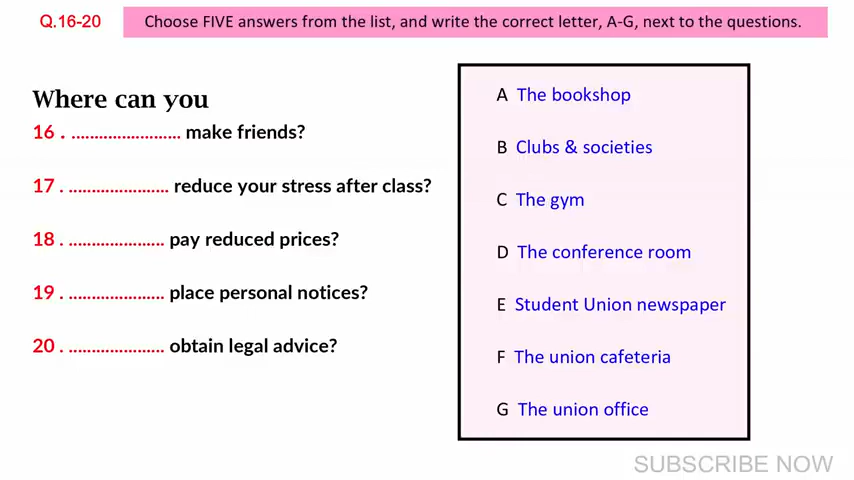 Q.16-20
Choose FIVE answers from the list, and write the correct letter, A-G, next to the questions.
Where can you
16 . ........................ make friends?
17 . ...................... reduce your stress after class?
18 . ..................... pay reduced prices?
19 . ..................... place personal notices?
20 . ..................... obtain legal advice?
A The bookshop
B Clubs & societies
C The gym
D The conference room
E Student Union newspaper
F The union cafeteria
G The union office
SUBSCRIBE NOW